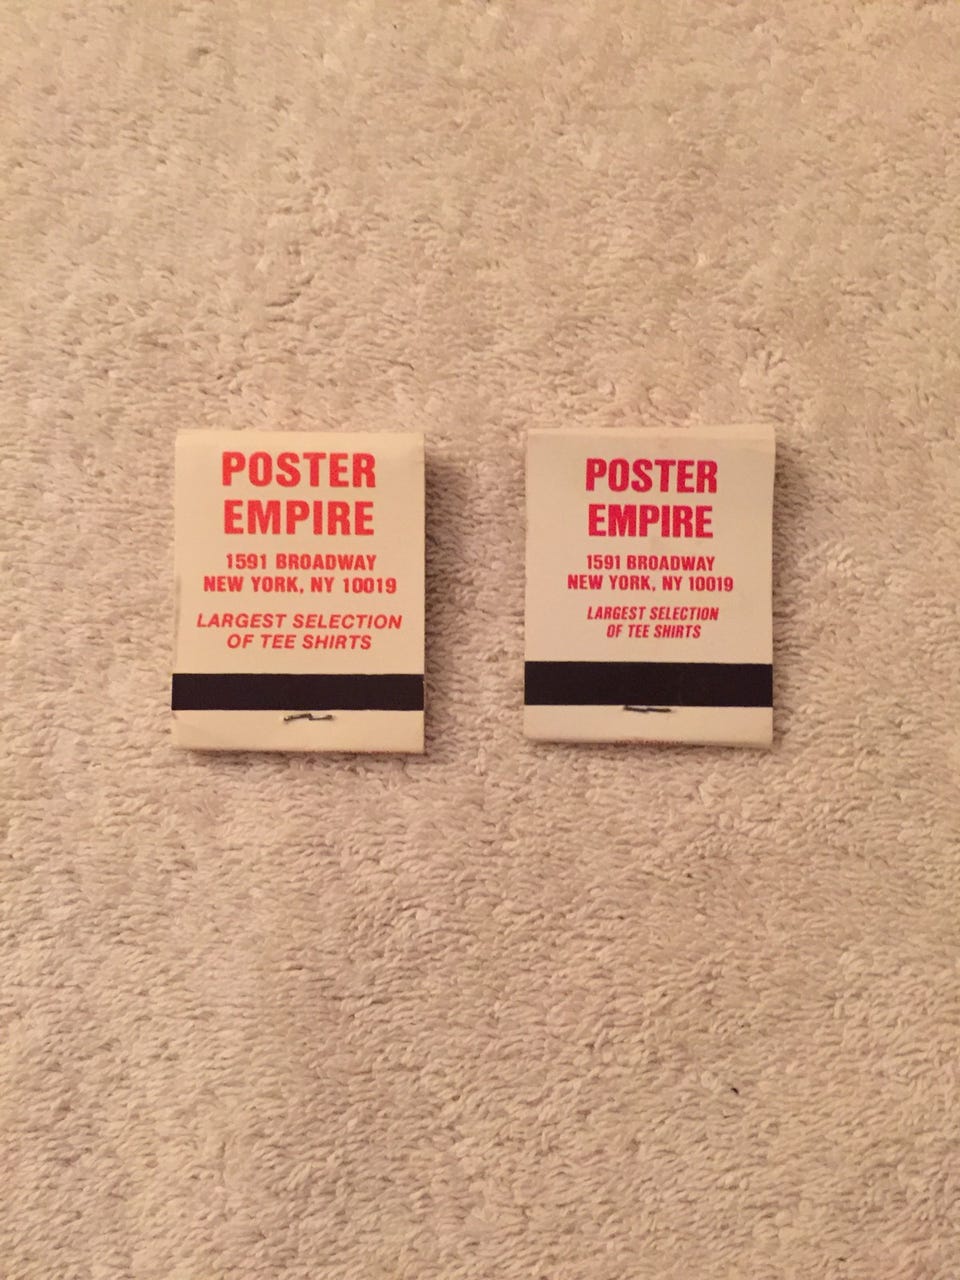 POSTER
EMPIRE
1591 BROADWAY
NEW YORK, NY 10019
LARGEST SELECTION
OF TEE SHIRTS
POSTER
EMPIRE
1591 BROADWAY
NEW YORK, NY 10019
LARGEST SELECTION
OF TEE SHIRTS